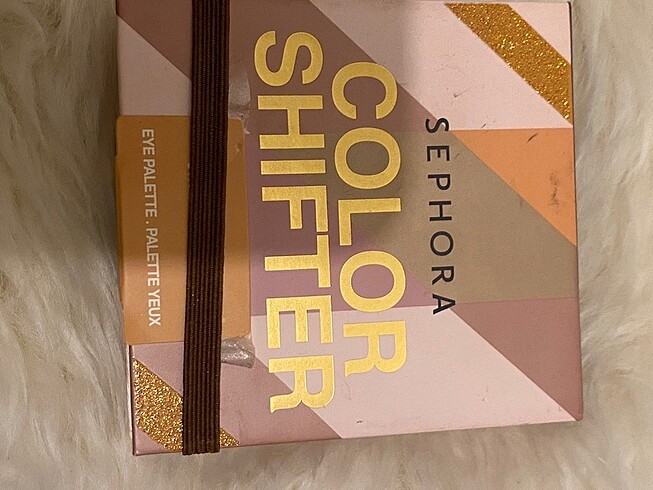 SEPHORA
COLOR
SHIFTER
EYE PALETTE . PALETTE YEUX